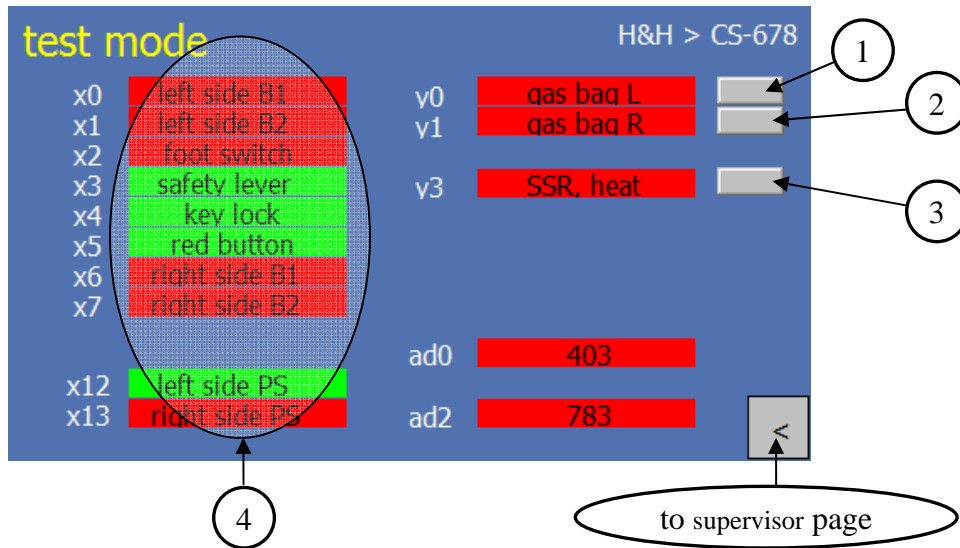 test mode
H&H > CS-678
1
x0 left side B1 y0 gas bag L
2
x1 left side B2 y1 gas bag R
x2 foot switch
x3 safety lever y3 SSR, heat
3
x4 key lock
x5 red button
x6 right side B1
x7 right side B2
ad0 403
x12 left side PS
x13 right side PS ad2 783
<
4
to supervisor page